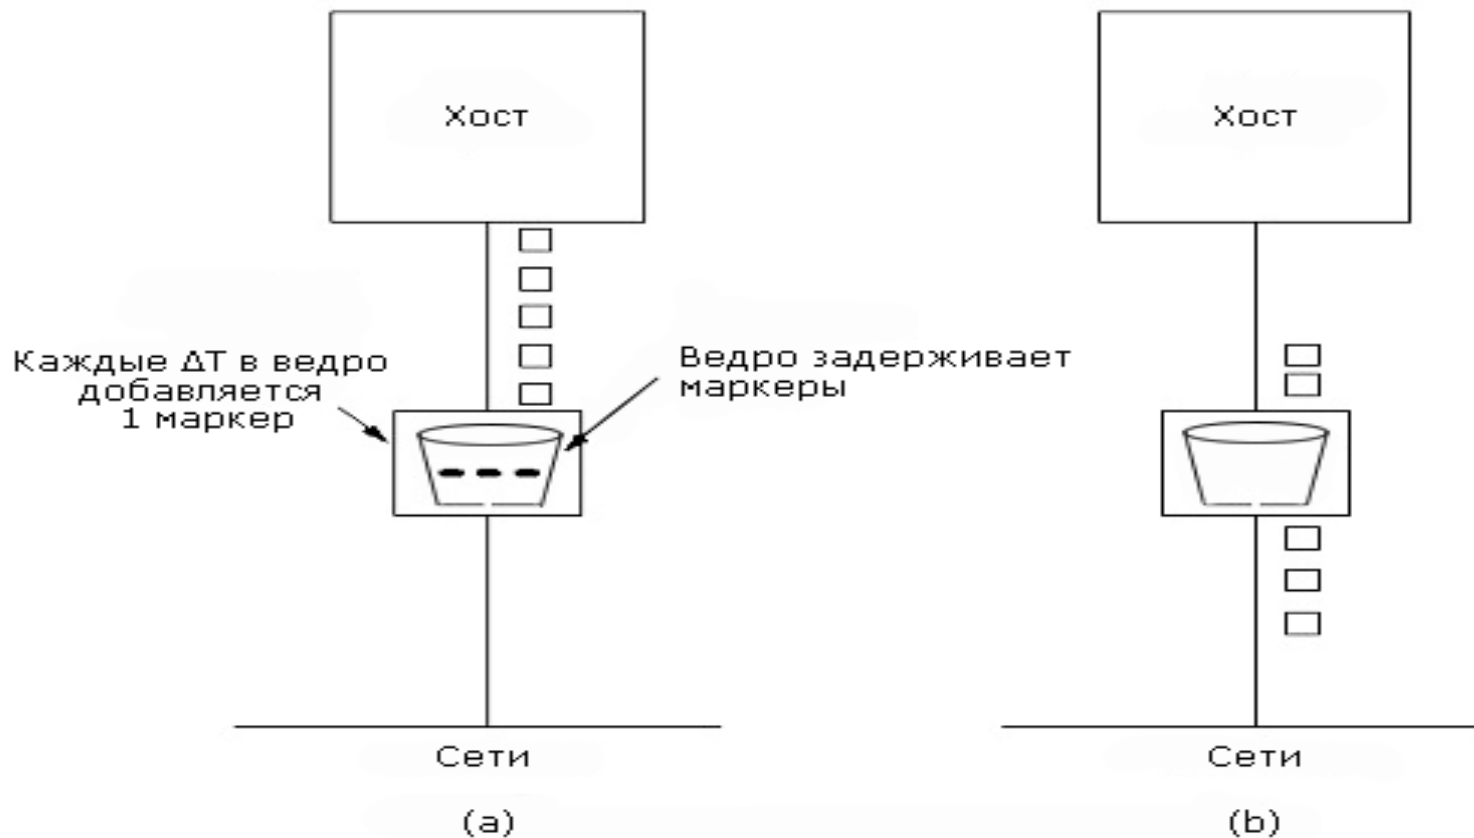 Хост
Хост
Каждые ΔT в ведро
добавляется
1 маркер
Ведро задерживает
маркеры
Сети
Сети
(a)
(b)